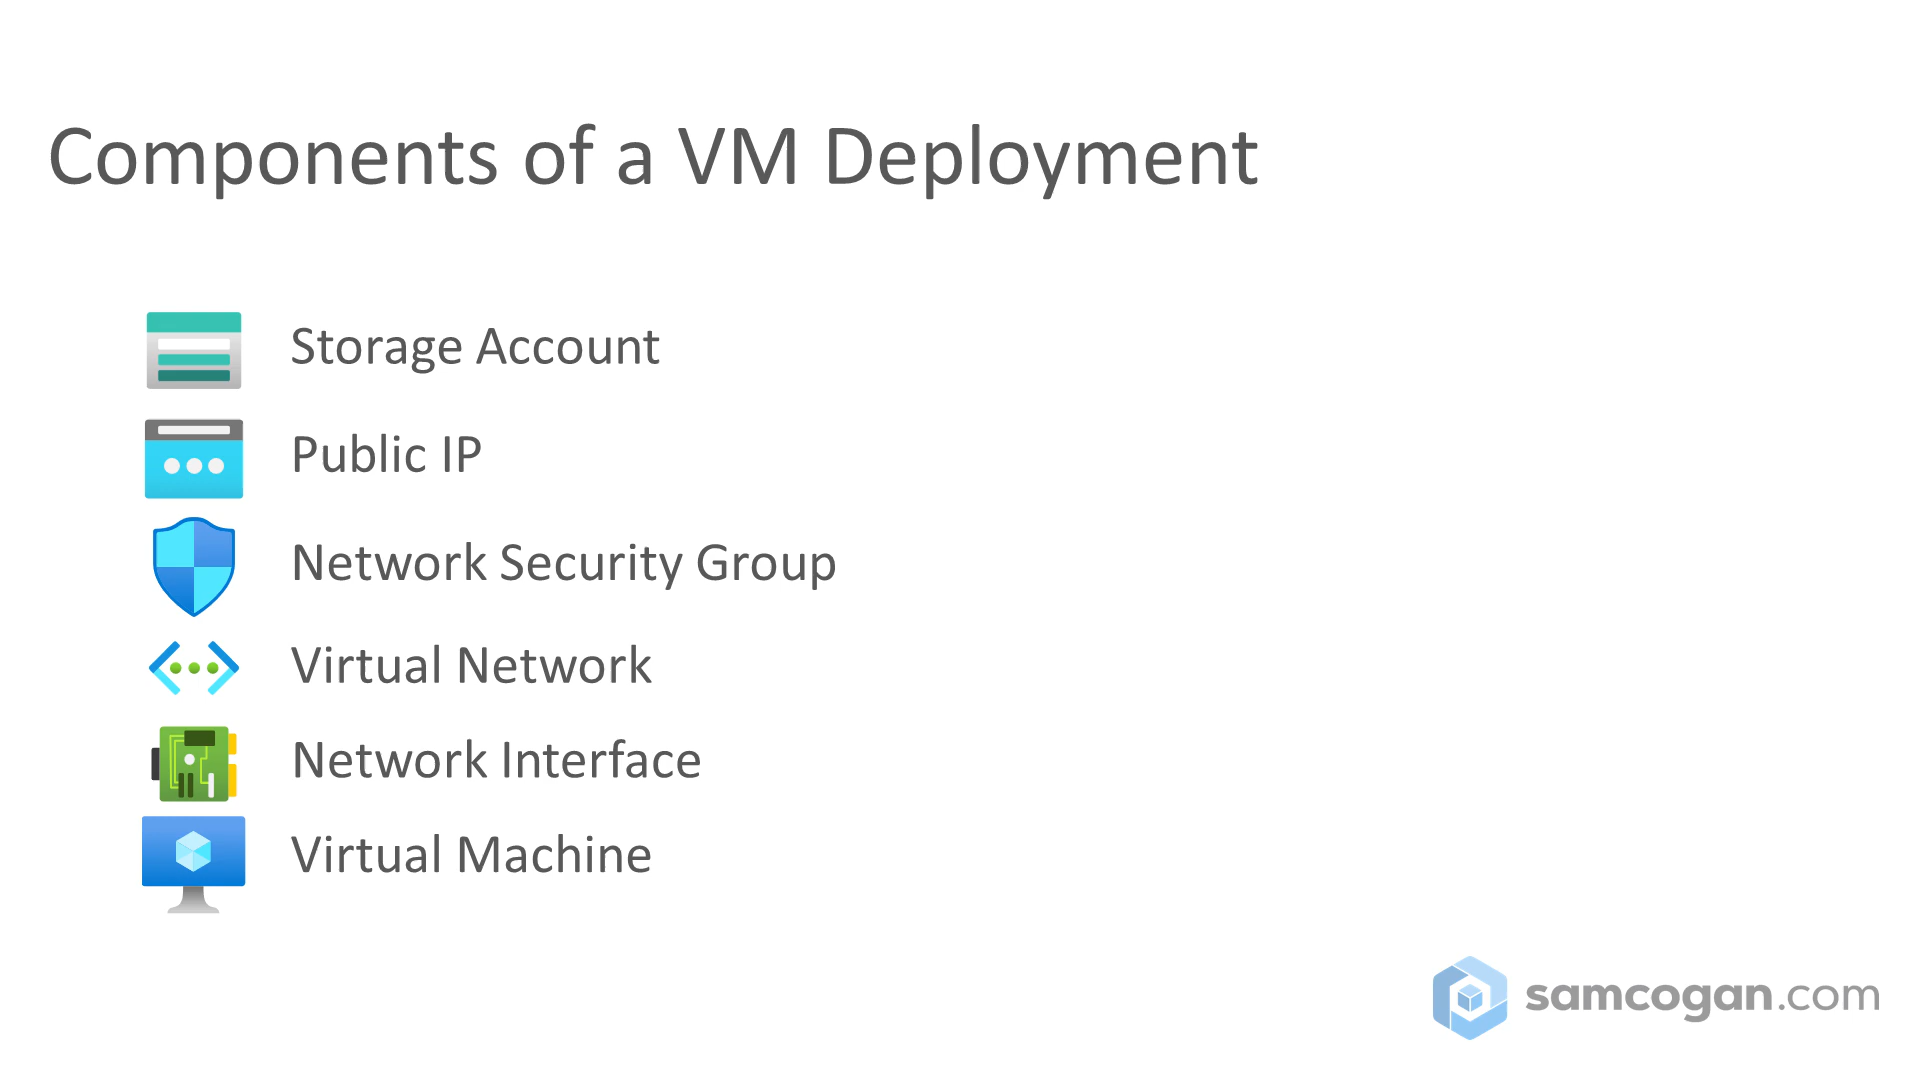 Components of a VM Deployment
Storage Account
Public IP
Network Security Group
Virtual Network
Network Interface
Virtual Machine
samcogan.com